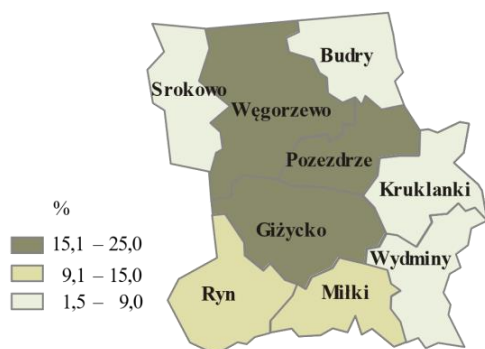 Budry
Srokowo
Węgorzewo
Pozezdrze
Kruklanki
%
15,1 – 25,0
9,1 – 15,0
1,5 – 9,0
Giżycko
Wydminy
Ryn
Miłki